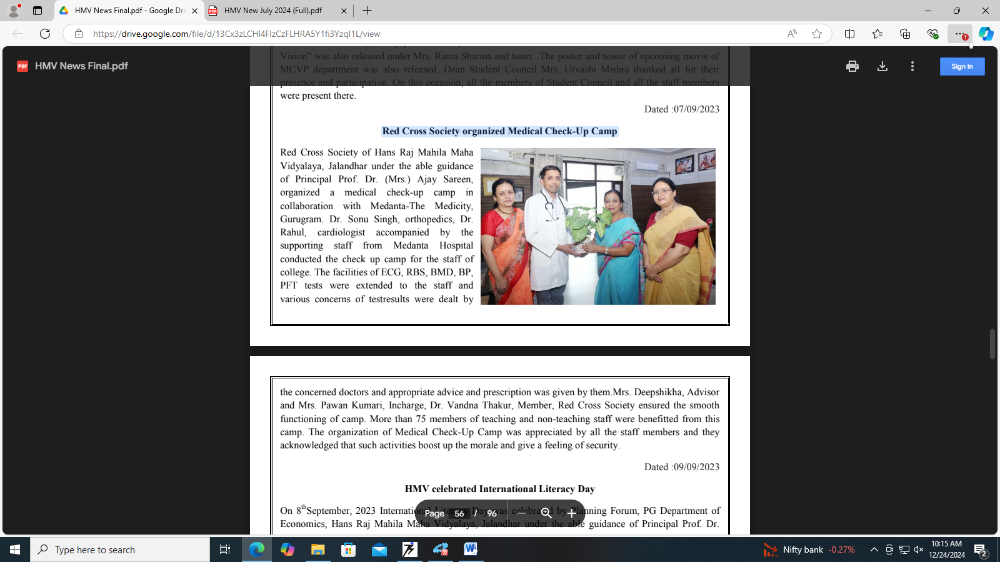 HMV News Final.pdf - Google Dri
HMV New July 2024 (Full).pdf
https://drive.google.com/file/d/13Cx3zLCHl4FIzCzFLHRA5Y1fi3Yzql1L/view
HMV News Final.pdf
Sign in
Vision” was also released under Mrs. Rama Sharma and team. .The poster and teaser of upcoming movie of
MCVP department was also released. Dean Student Council Mrs. Urvashi Mishra thanked all for their
presence and participation. On this occasion, all the members of Student Council and all the staff members
were present there.
Dated :07/09/2023
Red Cross Society organized Medical Check-Up Camp
Red Cross Society of Hans Raj Mahila Maha
Vidyalaya, Jalandhar under the able guidance
of Principal Prof. Dr. (Mrs.) Ajay Sareen,
organized a medical check-up camp in
collaboration with Medanta-The Medicity,
Gurugram. Dr. Sonu Singh, orthopedics, Dr.
Rahul, cardiologist accompanied by the
supporting staff from Medanta Hospital
conducted the check up camp for the staff of
college. The facilities of ECG, RBS, BMD, BP,
PFT tests were extended to the staff and
various concerns of testresults were dealt by
the concerned doctors and appropriate advice and prescription was given by them.Mrs. Deepshikha, Advisor
and Mrs. Pawan Kumari, Incharge, Dr. Vandna Thakur, Member, Red Cross Society ensured the smooth
functioning of camp. More than 75 members of teaching and non-teaching staff were benefitted from this
camp. The organization of Medical Check-Up Camp was appreciated by all the staff members and they
acknowledged that such activities boost up the morale and give a feeling of security.
Dated :09/09/2023
HMV celebrated International Literacy Day
On 8thSeptember, 2023 International Literacy Day was celebrated by Planning Forum, PG Department of
Economics, Hans Raj Mahila Maha Vidyalaya, Jalandhar under the able guidance of Principal Prof. Dr.
Page 56 / 96
Type here to search
Nifty bank -0.27%
10:15 AM
12/24/2024
2